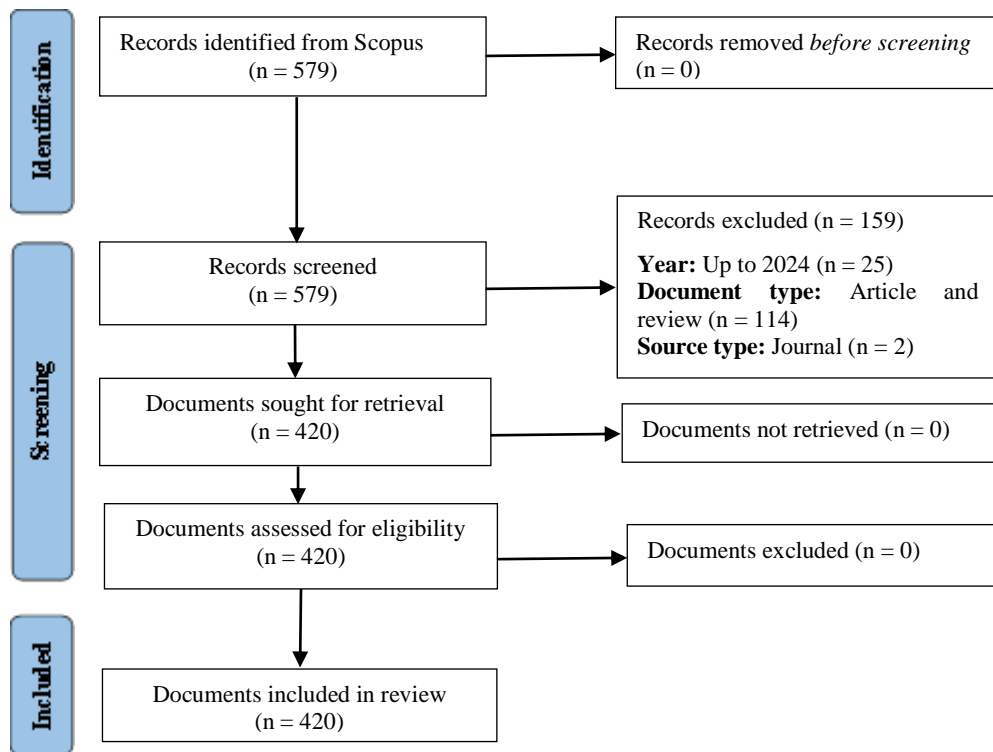 Identification
Records identified from Scopus
(n = 579)
Records removed before screening
(n = 0)
Screening
Records screened
(n = 579)
Records excluded (n = 159)
Year: Up to 2024 (n = 25)
Document type: Article and
review (n = 114)
Source type: Journal (n = 2)
Documents sought for retrieval
(n = 420)
Documents not retrieved (n = 0)
Documents assessed for eligibility
(n = 420)
Documents excluded (n = 0)
Included
Documents included in review
(n = 420)